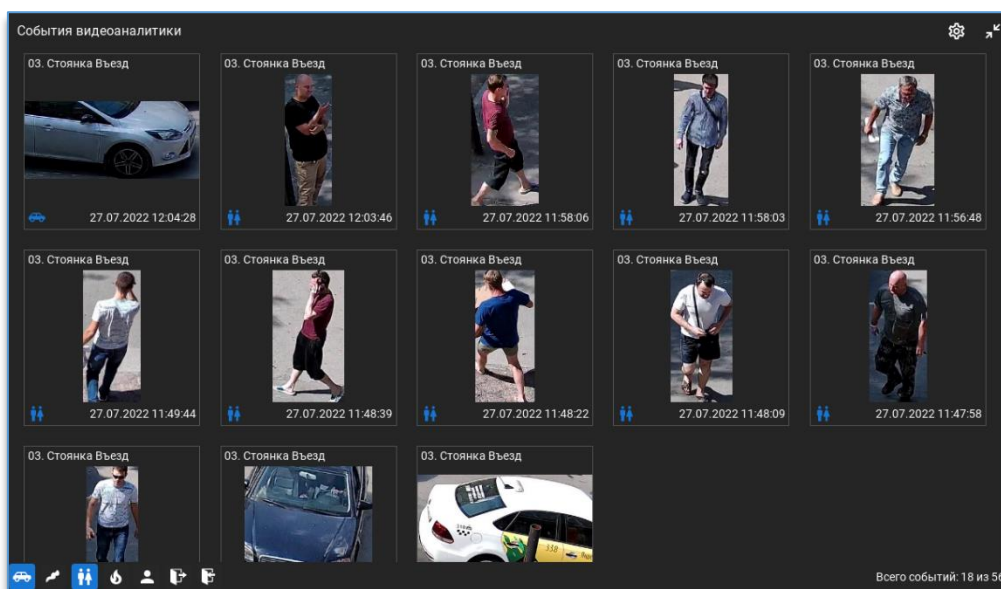 События видеоаналитики
03. Стоянка Въезд
27.07.2022 12:04:28
03. Стоянка Въезд
27.07.2022 12:03:46
03. Стоянка Въезд
27.07.2022 11:58:06
03. Стоянка Въезд
27.07.2022 11:58:03
03. Стоянка Въезд
27.07.2022 11:56:48
03. Стоянка Въезд
27.07.2022 11:49:44
03. Стоянка Въезд
27.07.2022 11:48:39
03. Стоянка Въезд
27.07.2022 11:48:22
03. Стоянка Въезд
27.07.2022 11:48:09
03. Стоянка Въезд
27.07.2022 11:47:58
03. Стоянка Въезд
03. Стоянка Въезд
03. Стоянка Въезд
Всего событий: 18 из 56